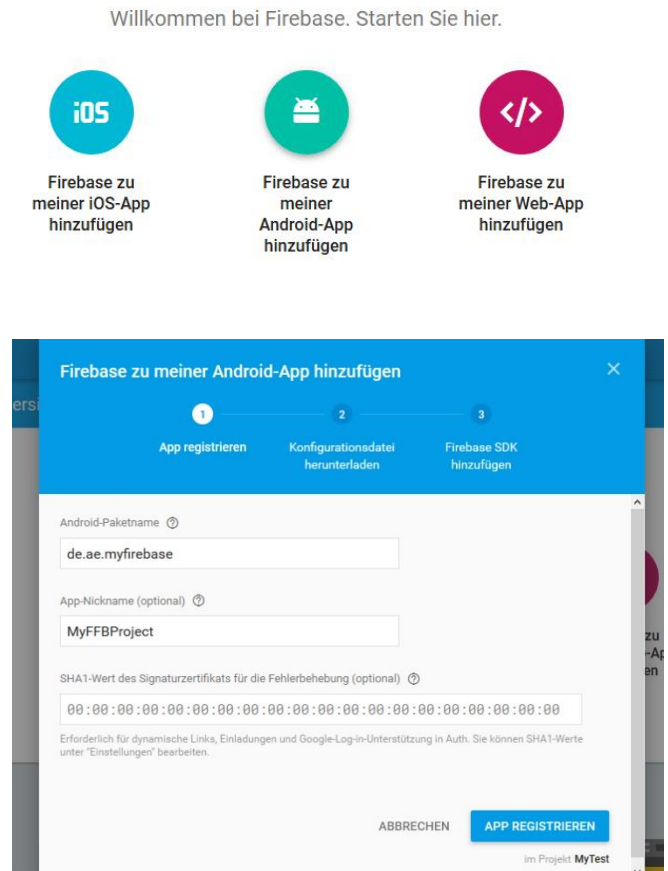 Willkommen bei Firebase. Starten Sie hier.
iOS
</>
Firebase zu
meiner iOS-App
hinzufügen
Firebase zu
meiner
Android-App
hinzufügen
Firebase zu
meiner Web-App
hinzufügen
Firebase zu meiner Android-App hinzufügen
1
2
3
App registrieren
Konfigurationsdatei
herunterladen
Firebase SDK
hinzufügen
ersi
Android-Paketname
de.ae.myfirebase
App-Nickname (optional)
MyFFBProject
zu
-Ap
en
SHA1-Wert des Signaturzertifikats für die Fehlerbehebung (optional)
00:00:00:00:00:00:00:00:00:00:00:00:00:00:00:00:00:00:00:00
Erforderlich für dynamische Links, Einladungen und Google-Log-in-Unterstützung in Auth. Sie können SHA1-Werte
unter "Einstellungen" bearbeiten.
ABBRECHEN
APP REGISTRIEREN
im Projekt MyTest